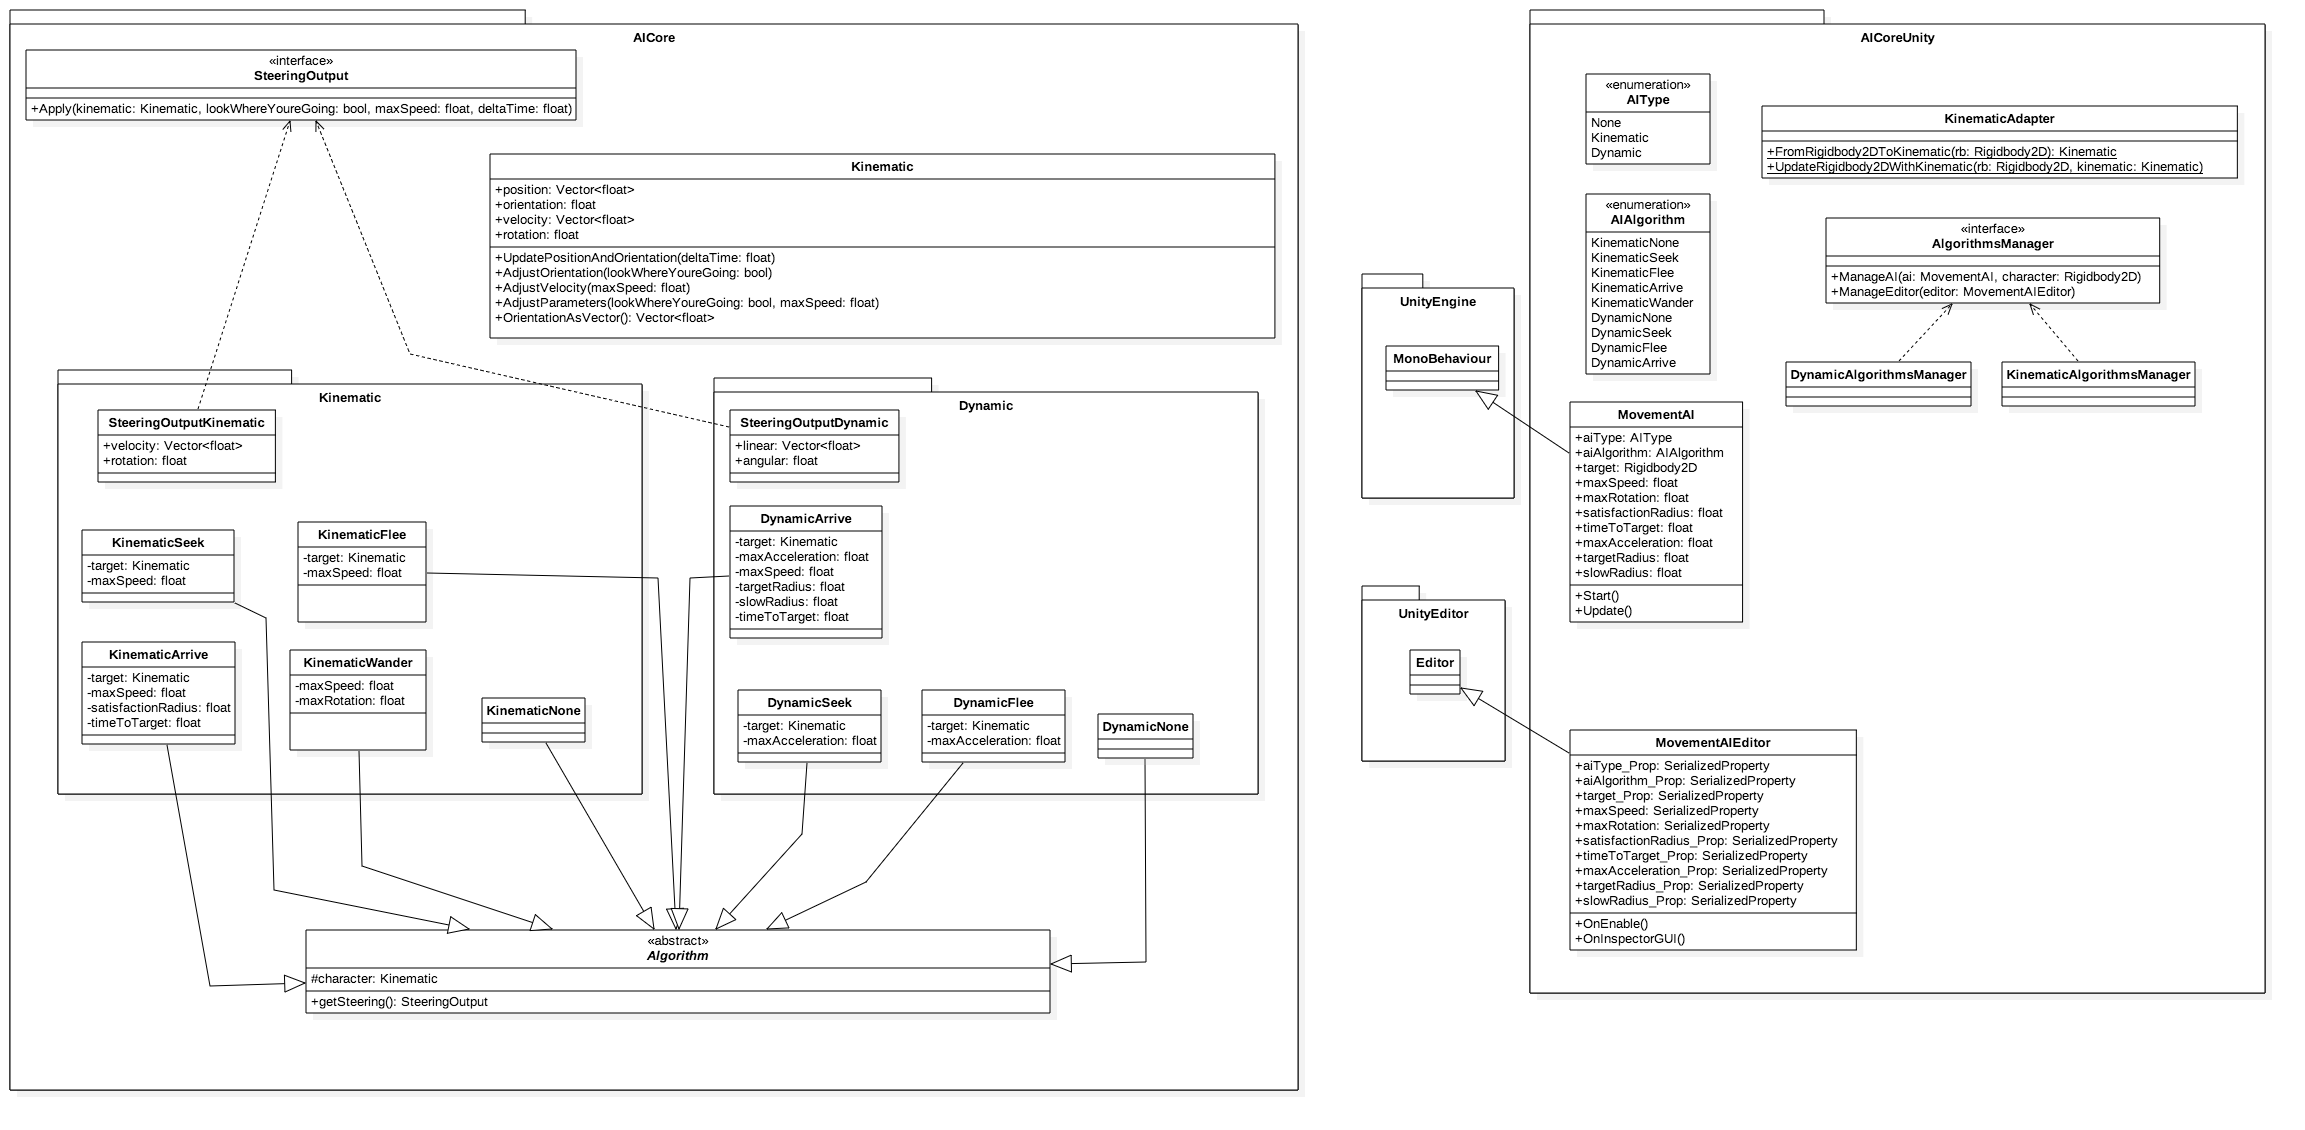 AICore
«interface»
SteeringOutput
+Apply(kinematic: Kinematic, lookWhereYoureGoing: bool, maxSpeed: float, deltaTime: float)
Kinematic
+position: Vector<float>
+orientation: float
+velocity: Vector<float>
+rotation: float
+UpdatePositionAndOrientation(deltaTime: float)
+AdjustOrientation(lookWhereYoureGoing: bool)
+AdjustVelocity(maxSpeed: float)
+AdjustParameters(lookWhereYoureGoing: bool, maxSpeed: float)
+OrientationAsVector(): Vector<float>
Kinematic
SteeringOutputKinematic
+velocity: Vector<float>
+rotation: float
KinematicSeek
-target: Kinematic
-maxSpeed: float
KinematicFlee
-target: Kinematic
-maxSpeed: float
KinematicArrive
-target: Kinematic
-maxSpeed: float
-satisfactionRadius: float
-timeToTarget: float
KinematicWander
-maxSpeed: float
-maxRotation: float
KinematicNone
Dynamic
SteeringOutputDynamic
+linear: Vector<float>
+angular: float
DynamicArrive
-target: Kinematic
-maxAcceleration: float
-maxSpeed: float
-targetRadius: float
-slowRadius: float
-timeToTarget: float
DynamicSeek
-target: Kinematic
-maxAcceleration: float
DynamicFlee
-target: Kinematic
-maxAcceleration: float
DynamicNone
«abstract»
Algorithm
#character: Kinematic
+getSteering(): SteeringOutput
UnityEngine
MonoBehaviour
UnityEditor
Editor
AICoreUnity
«enumeration»
AIType
None
Kinematic
Dynamic
KinematicAdapter
+FromRigidbody2DToKinematic(rb: Rigidbody2D): Kinematic
+UpdateRigidbody2DWithKinematic(rb: Rigidbody2D, kinematic: Kinematic)
«enumeration»
AIAlgorithm
KinematicNone
KinematicSeek
KinematicFlee
KinematicArrive
KinematicWander
DynamicNone
DynamicSeek
DynamicFlee
DynamicArrive
«interface»
AlgorithmsManager
+ManageAI(ai: MovementAI, character: Rigidbody2D)
+ManageEditor(editor: MovementAIEditor)
DynamicAlgorithmsManager
KinematicAlgorithmsManager
MovementAI
+aiType: AIType
+aiAlgorithm: AIAlgorithm
+target: Rigidbody2D
+maxSpeed: float
+maxRotation: float
+satisfactionRadius: float
+timeToTarget: float
+maxAcceleration: float
+targetRadius: float
+slowRadius: float
+Start()
+Update()
MovementAIEditor
+aiType_Prop: SerializedProperty
+aiAlgorithm_Prop: SerializedProperty
+target_Prop: SerializedProperty
+maxSpeed: SerializedProperty
+maxRotation: SerializedProperty
+satisfactionRadius_Prop: SerializedProperty
+timeToTarget_Prop: SerializedProperty
+maxAcceleration_Prop: SerializedProperty
+targetRadius_Prop: SerializedProperty
+slowRadius_Prop: SerializedProperty
+OnEnable()
+OnInspectorGUI()